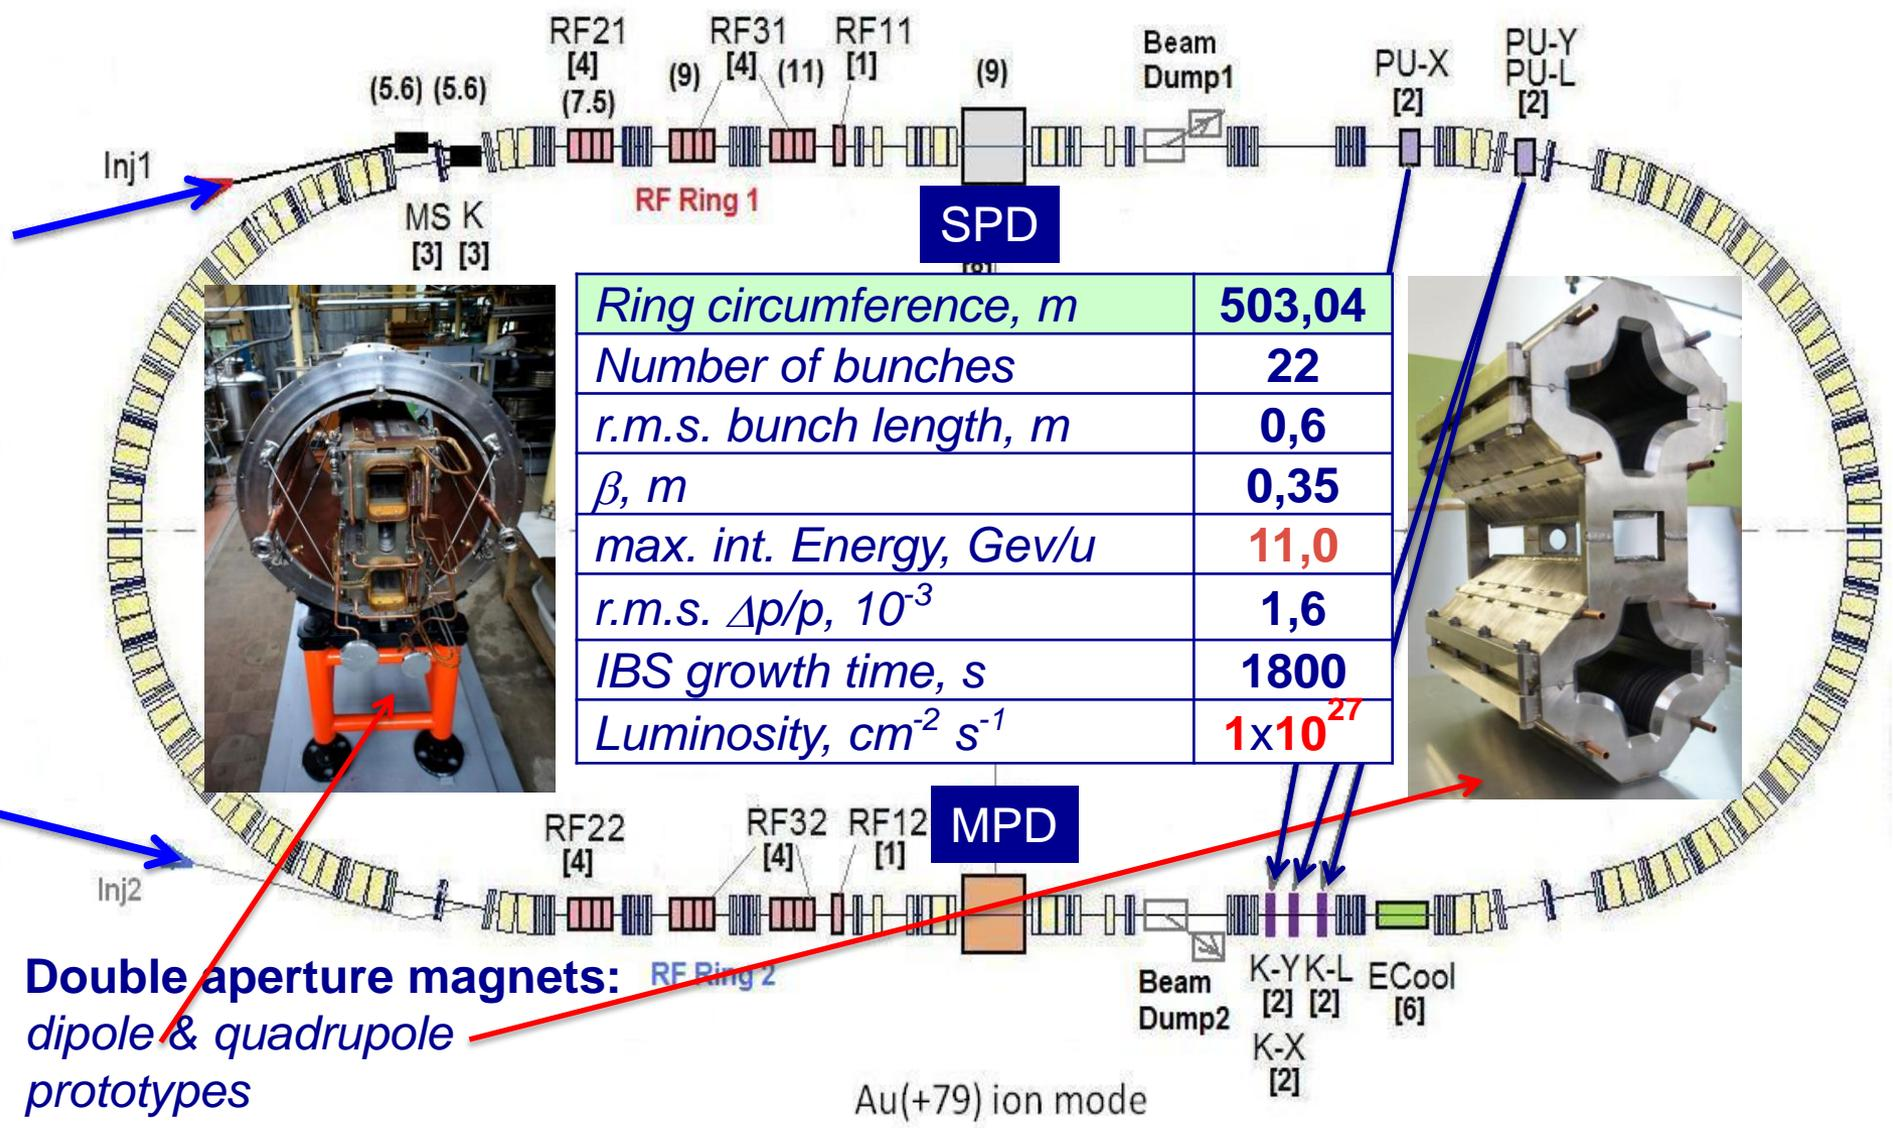 RF21
[4]
(7.5)
RF31
[4]
(9)
(11)
RF11
[1]
(9)
Beam
Dump1
PU-X
[2]
PU-Y
PU-L
[2]
(5.6) (5.6)
Inj1
MS K
[3] [3]
RF Ring 1
SPD
[8]
Ring circumference, m 503,04
Number of bunches 22
r.m.s. bunch length, m 0,6
β, m 0,35
max. int. Energy, Gev/u 11,0
r.m.s. Δp/p, 10⁻³ 1,6
IBS growth time, s 1800
Luminosity, cm⁻² s⁻¹ 1x10²⁷
RF22
[4]
RF32
[4]
RF12
[1]
MPD
Inj2
RF Ring 2
Beam
Dump2
K-Y K-L
[2] [2]
K-X
[2]
ECool
[6]
Double aperture magnets:
dipole & quadrupole
prototypes
Au(+79) ion mode